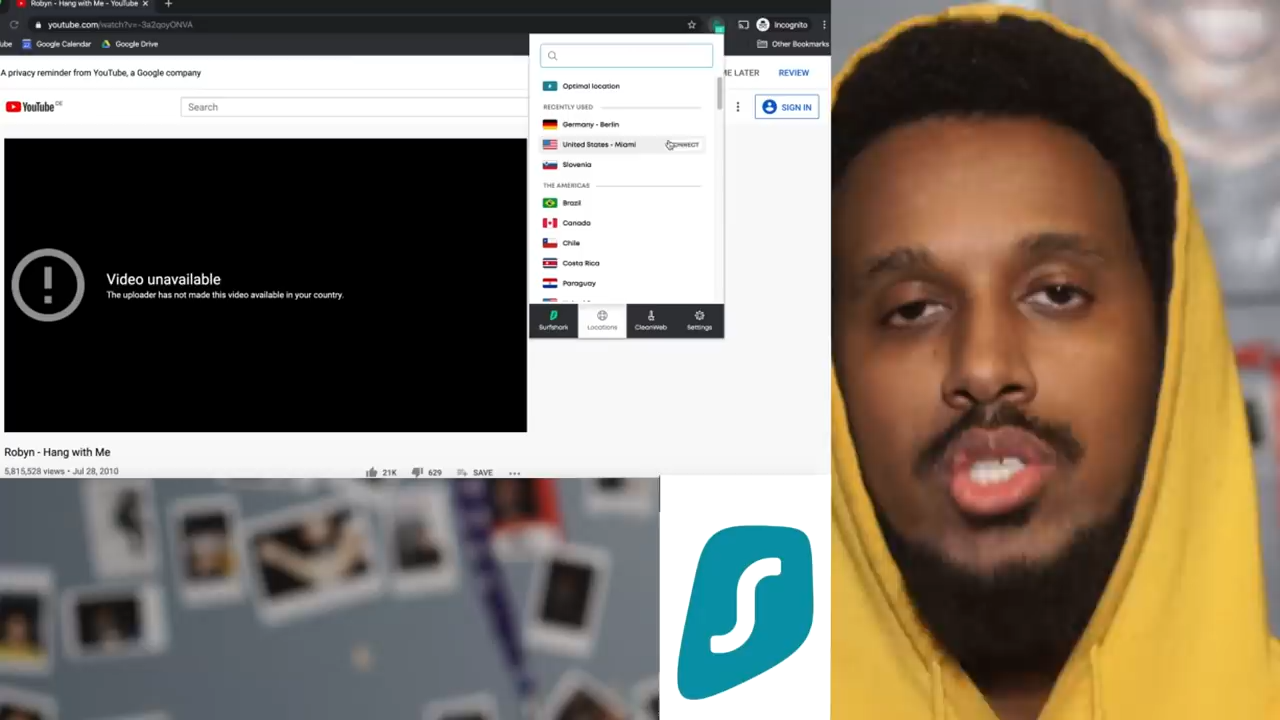 Robyn - Hang with Me - YouTube
youtube.com/watch?v=-3a2qoyONVA
Incognito
ube
Google Calendar
Google Drive
Other Bookmarks
A privacy reminder from YouTube, a Google company
ME LATER
REVIEW
YouTube DE
Search
SIGN IN
Optimal location
RECENTLY USED
Germany - Berlin
United States - Miami
ONNECT
Slovenia
THE AMERICAS
Brazil
Canada
Chile
Costa Rica
Paraguay
Surfshark
Locations
CleanWeb
Settings
Video unavailable
The uploader has not made this video available in your country.
Robyn - Hang with Me
5,815,528 views • Jul 28, 2010
21K
629
SAVE